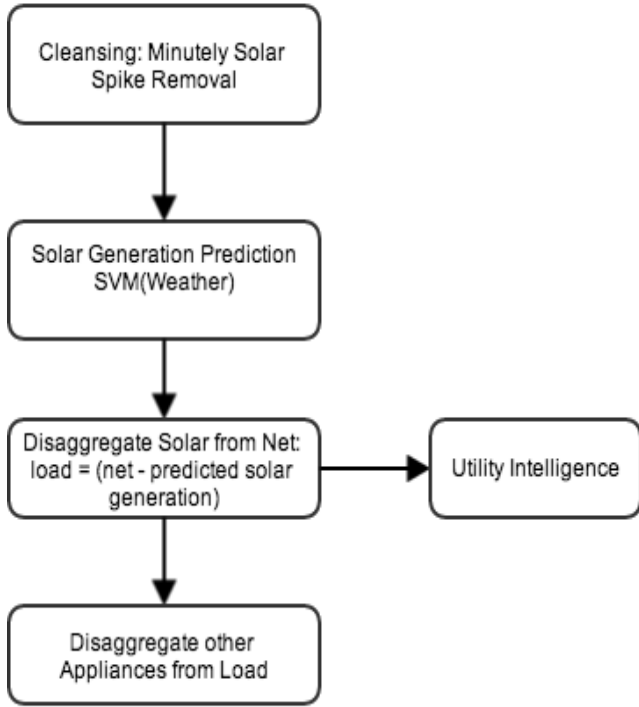 Cleansing: Minutely Solar
Spike Removal
Solar Generation Prediction
SVM(Weather)
Disaggregate Solar from Net:
load = (net - predicted solar
generation)
Utility Intelligence
Disaggregate other
Appliances from Load